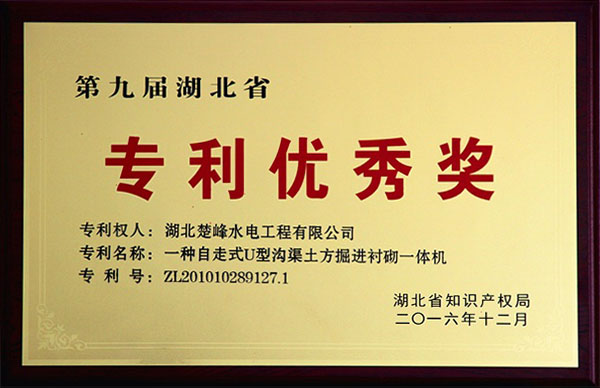 第九届湖北省
专利优秀奖
专利权人：湖北楚峰水电工程有限公司
专利名称：一种自走式U型沟渠土方掘进衬砌一体机
专利号：ZL201010289127.1
湖北省知识产权局
二〇一六年十二月